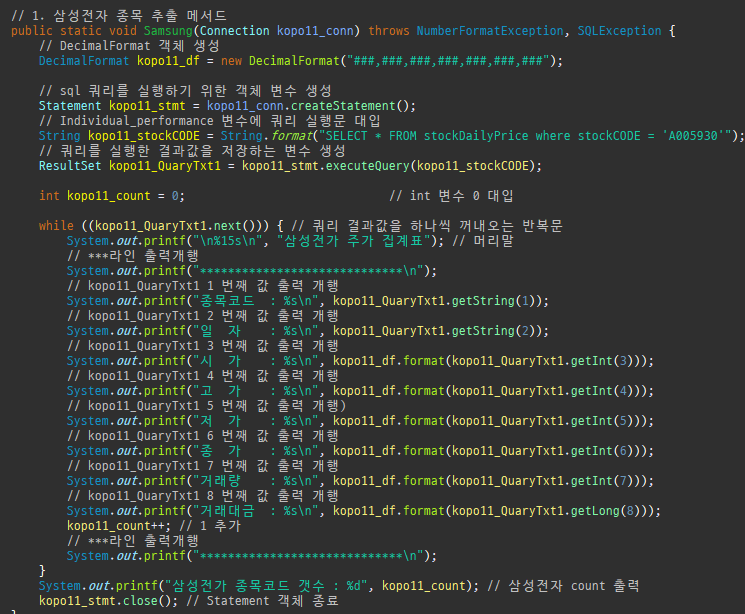 // 1. 삼성전자 종목 추출 메서드
public static void Samsung(Connection kopo11_conn) throws NumberFormatException, SQLException {
    // DecimalFormat 객체 생성
    DecimalFormat kopo11_df = new DecimalFormat("###,###,###,###,###,###,###");

    // sql 쿼리를 실행하기 위한 객체 변수 생성
    Statement kopo11_stmt = kopo11_conn.createStatement();
    // Individual_performance 변수에 쿼리 실행문 대입
    String kopo11_stockCODE = String.format("SELECT * FROM stockDailyPrice where stockCODE = 'A005930'");
    // 쿼리를 실행한 결과값을 저장하는 변수 생성
    ResultSet kopo11_QuaryTxt1 = kopo11_stmt.executeQuery(kopo11_stockCODE);

    int kopo11_count = 0;                             // int 변수 0 대입

    while ((kopo11_QuaryTxt1.next())) { // 쿼리 결과값을 하나씩 꺼내오는 반복문
        System.out.printf("\n%15s\n", "삼성전가 주가 집계표"); // 머리말
        // ***라인 출력개행
        System.out.printf("*****************************\n");
        // kopo11_QuaryTxt1 1 번째 값 출력 개행
        System.out.printf("종목코드  : %s\n", kopo11_QuaryTxt1.getString(1));
        // kopo11_QuaryTxt1 2 번째 값 출력 개행
        System.out.printf("일  자    : %s\n", kopo11_QuaryTxt1.getString(2));
        // kopo11_QuaryTxt1 3 번째 값 출력 개행
        System.out.printf("시  가    : %s\n", kopo11_df.format(kopo11_QuaryTxt1.getInt(3)));
        // kopo11_QuaryTxt1 4 번째 값 출력 개행
        System.out.printf("고  가    : %s\n", kopo11_df.format(kopo11_QuaryTxt1.getInt(4)));
        // kopo11_QuaryTxt1 5 번째 값 출력 개행)
        System.out.printf("저  가    : %s\n", kopo11_df.format(kopo11_QuaryTxt1.getInt(5)));
        // kopo11_QuaryTxt1 6 번째 값 출력 개행
        System.out.printf("종  가    : %s\n", kopo11_df.format(kopo11_QuaryTxt1.getInt(6)));
        // kopo11_QuaryTxt1 7 번째 값 출력 개행
        System.out.printf("거래량    : %s\n", kopo11_df.format(kopo11_QuaryTxt1.getInt(7)));
        // kopo11_QuaryTxt1 8 번째 값 출력 개행
        System.out.printf("거래대금  : %s\n", kopo11_df.format(kopo11_QuaryTxt1.getLong(8)));
        kopo11_count++; // 1 추가
        // ***라인 출력개행
        System.out.printf("*****************************\n");
    }
    System.out.printf("삼성전가 종목코드 갯수 : %d", kopo11_count); // 삼성전자 count 출력
    kopo11_stmt.close(); // Statement 객체 종료
}